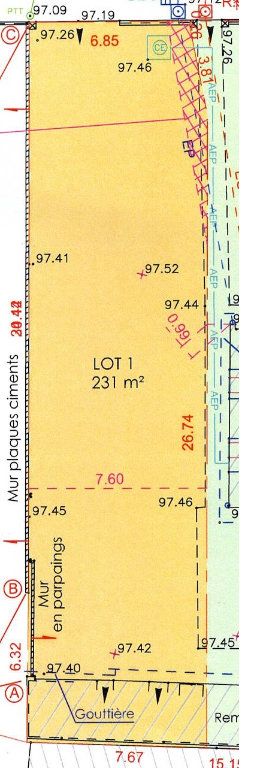 PTT
97.09
97.19
C
97.26
6.85
97.46
CE
3.81
97.26
AEP
EP
AEP
AEP
97.41
97.52
AEP
97.44
T 66.0
LOT 1
231 m²
AEP
Mur plaques ciments
26.74
7.60
97.46
97.45
B
Mur
en parpaings
97.45
97.42
6.32
97.40
A
Gouttière
Rem
7.67
15.15